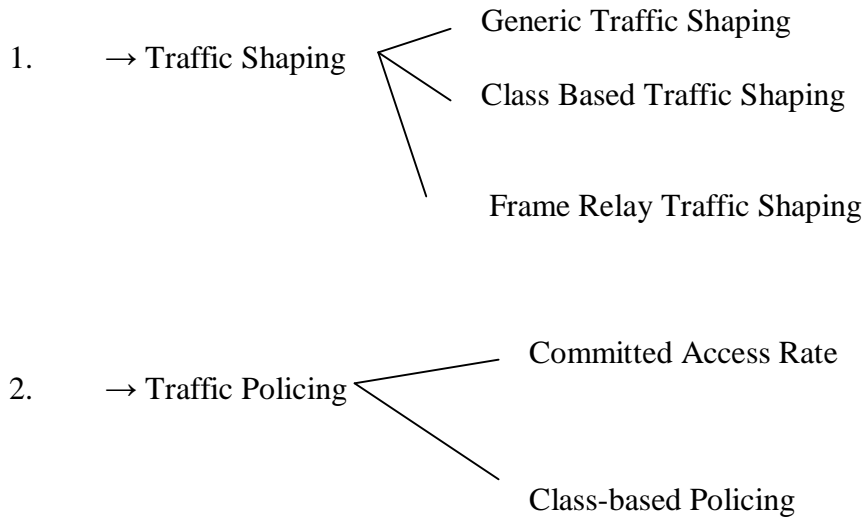 Generic Traffic Shaping
1. → Traffic Shaping
Class Based Traffic Shaping
Frame Relay Traffic Shaping
Committed Access Rate
2. → Traffic Policing
Class-based Policing